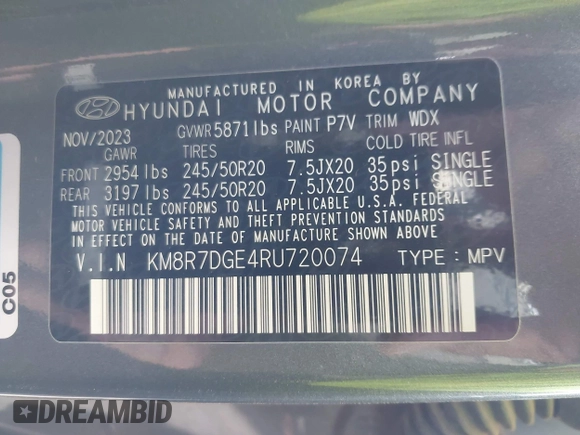 MANUFACTURED IN KOREA BY
HYUNDAI MOTOR COMPANY
NOV/2023 GVWR 5871lbs PAINT P7V TRIM WDX
GAWR TIRES RIMS COLD TIRE INFL
FRONT 2954 lbs 245/50R20 7.5JX20 35psi SINGLE
REAR 3197 lbs 245/50R20 7.5JX20 35psi SINGLE
THIS VEHICLE CONFORMS TO ALL APPLICABLE U.S.A. FEDERAL
MOTOR VEHICLE SAFETY AND THEFT PREVENTION STANDARDS
IN EFFECT ON THE DATE OF MANUFACTURE SHOWN ABOVE
V.I.N KM8R7DGE4RU720074 TYPE : MPV
C05
DREAMBID